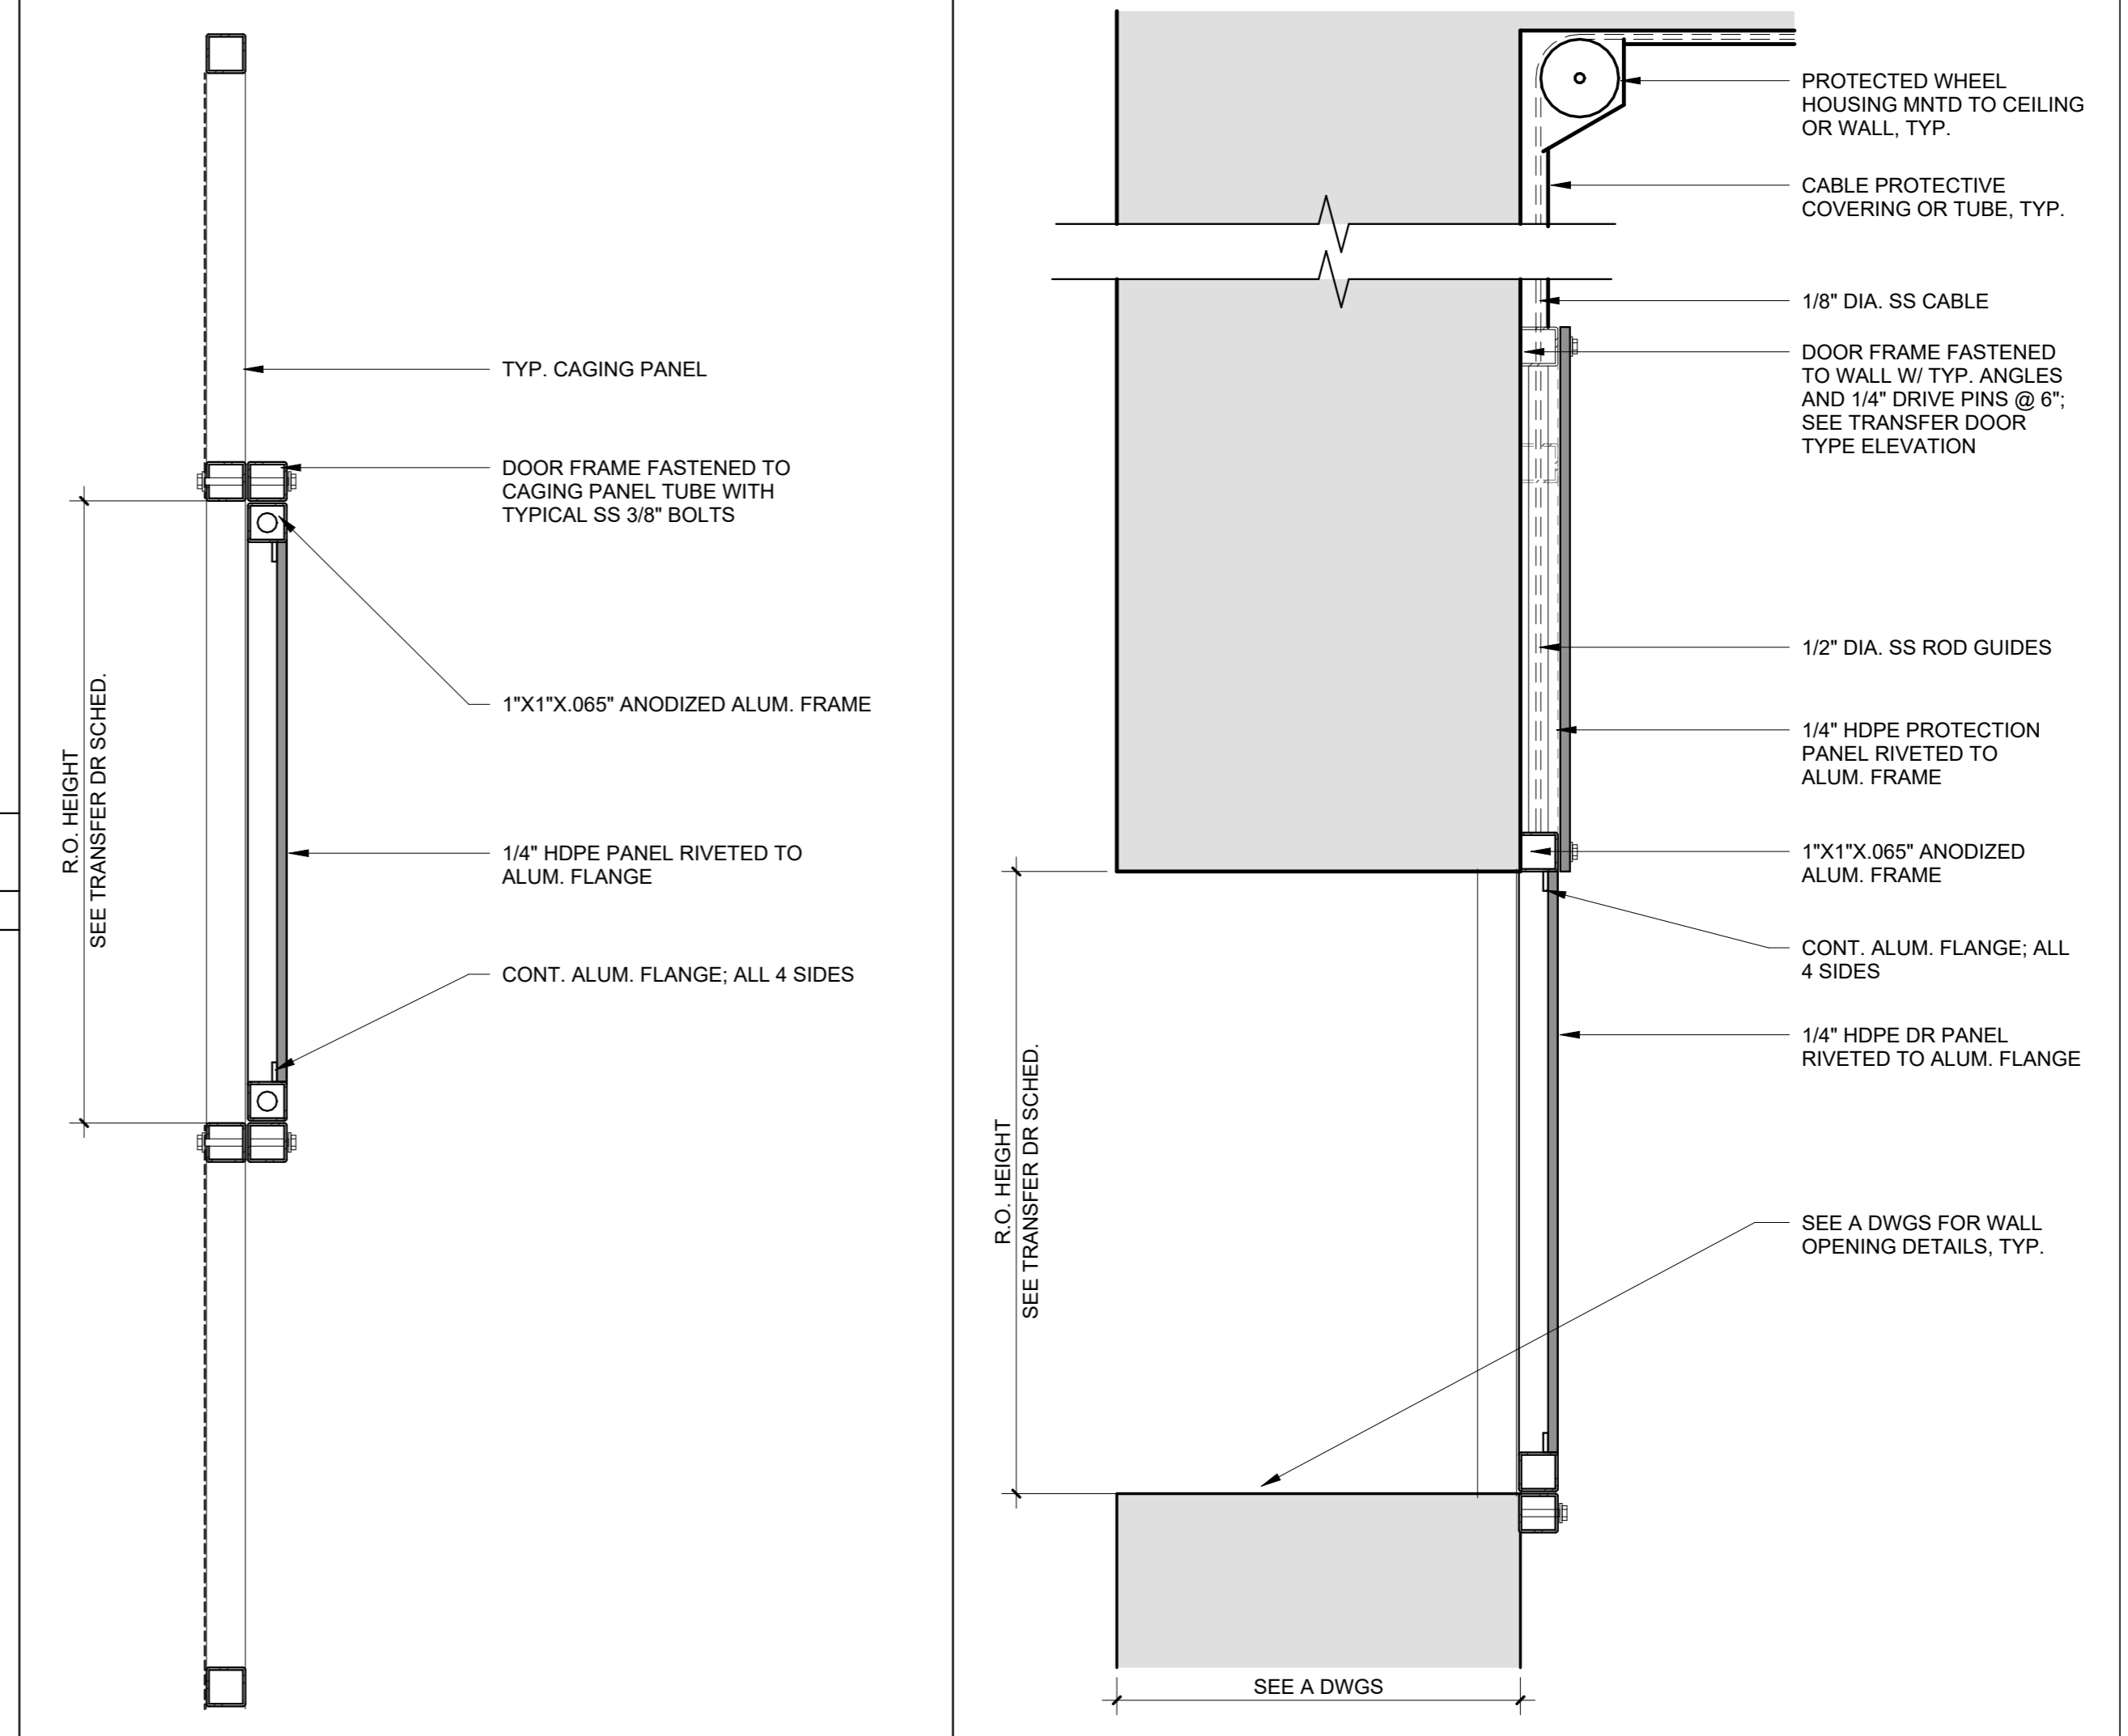 TYP. CAGING PANEL
DOOR FRAME FASTENED TO
CAGING PANEL TUBE WITH
TYPICAL SS 3/8" BOLTS
1"X1"X.065" ANODIZED ALUM. FRAME
R.O. HEIGHT
SEE TRANSFER DR SCHED.
1/4" HDPE PANEL RIVETED TO
ALUM. FLANGE
CONT. ALUM. FLANGE; ALL 4 SIDES
PROTECTED WHEEL
HOUSING MNTD TO CEILING
OR WALL, TYP.
CABLE PROTECTIVE
COVERING OR TUBE, TYP.
1/8" DIA. SS CABLE
DOOR FRAME FASTENED
TO WALL W/ TYP. ANGLES
AND 1/4" DRIVE PINS @ 6";
SEE TRANSFER DOOR
TYPE ELEVATION
1/2" DIA. SS ROD GUIDES
1/4" HDPE PROTECTION
PANEL RIVETED TO
ALUM. FRAME
1"X1"X.065" ANODIZED
ALUM. FRAME
CONT. ALUM. FLANGE; ALL
4 SIDES
1/4" HDPE DR PANEL
RIVETED TO ALUM. FLANGE
R.O. HEIGHT
SEE TRANSFER DR SCHED.
SEE A DWGS FOR WALL
OPENING DETAILS, TYP.
SEE A DWGS